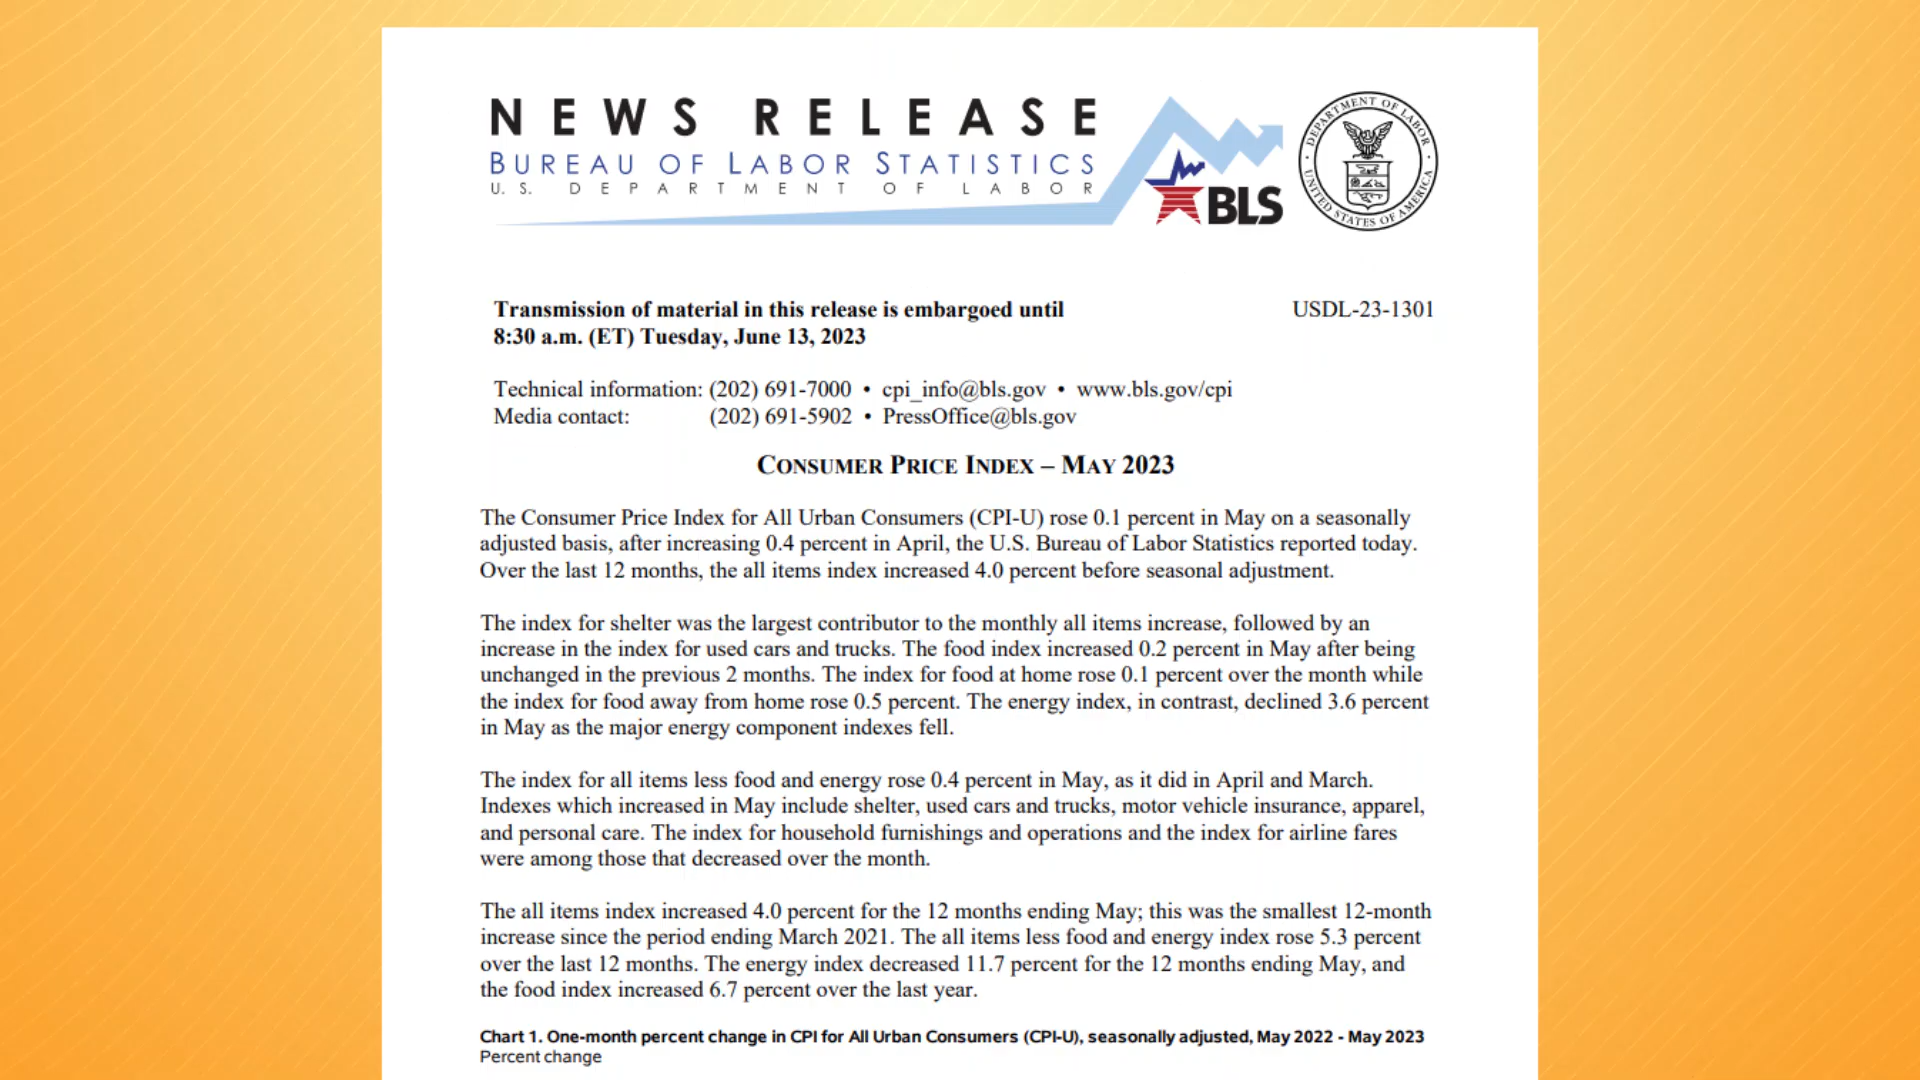 NEWS RELEASE
BUREAU OF LABOR STATISTICS
U.S. DEPARTMENT OF LABOR
BLS
DEPARTMENT OF LABOR
UNITED STATES OF AMERICA
Transmission of material in this release is embargoed until
USDL-23-1301
8:30 a.m. (ET) Tuesday, June 13, 2023
Technical information: (202) 691-7000 • cpi_info@bls.gov • www.bls.gov/cpi
Media contact: (202) 691-5902 • PressOffice@bls.gov
CONSUMER PRICE INDEX – MAY 2023
The Consumer Price Index for All Urban Consumers (CPI-U) rose 0.1 percent in May on a seasonally
adjusted basis, after increasing 0.4 percent in April, the U.S. Bureau of Labor Statistics reported today.
Over the last 12 months, the all items index increased 4.0 percent before seasonal adjustment.
The index for shelter was the largest contributor to the monthly all items increase, followed by an
increase in the index for used cars and trucks. The food index increased 0.2 percent in May after being
unchanged in the previous 2 months. The index for food at home rose 0.1 percent over the month while
the index for food away from home rose 0.5 percent. The energy index, in contrast, declined 3.6 percent
in May as the major energy component indexes fell.
The index for all items less food and energy rose 0.4 percent in May, as it did in April and March.
Indexes which increased in May include shelter, used cars and trucks, motor vehicle insurance, apparel,
and personal care. The index for household furnishings and operations and the index for airline fares
were among those that decreased over the month.
The all items index increased 4.0 percent for the 12 months ending May; this was the smallest 12-month
increase since the period ending March 2021. The all items less food and energy index rose 5.3 percent
over the last 12 months. The energy index decreased 11.7 percent for the 12 months ending May, and
the food index increased 6.7 percent over the last year.
Chart 1. One-month percent change in CPI for All Urban Consumers (CPI-U), seasonally adjusted, May 2022 - May 2023
Percent change